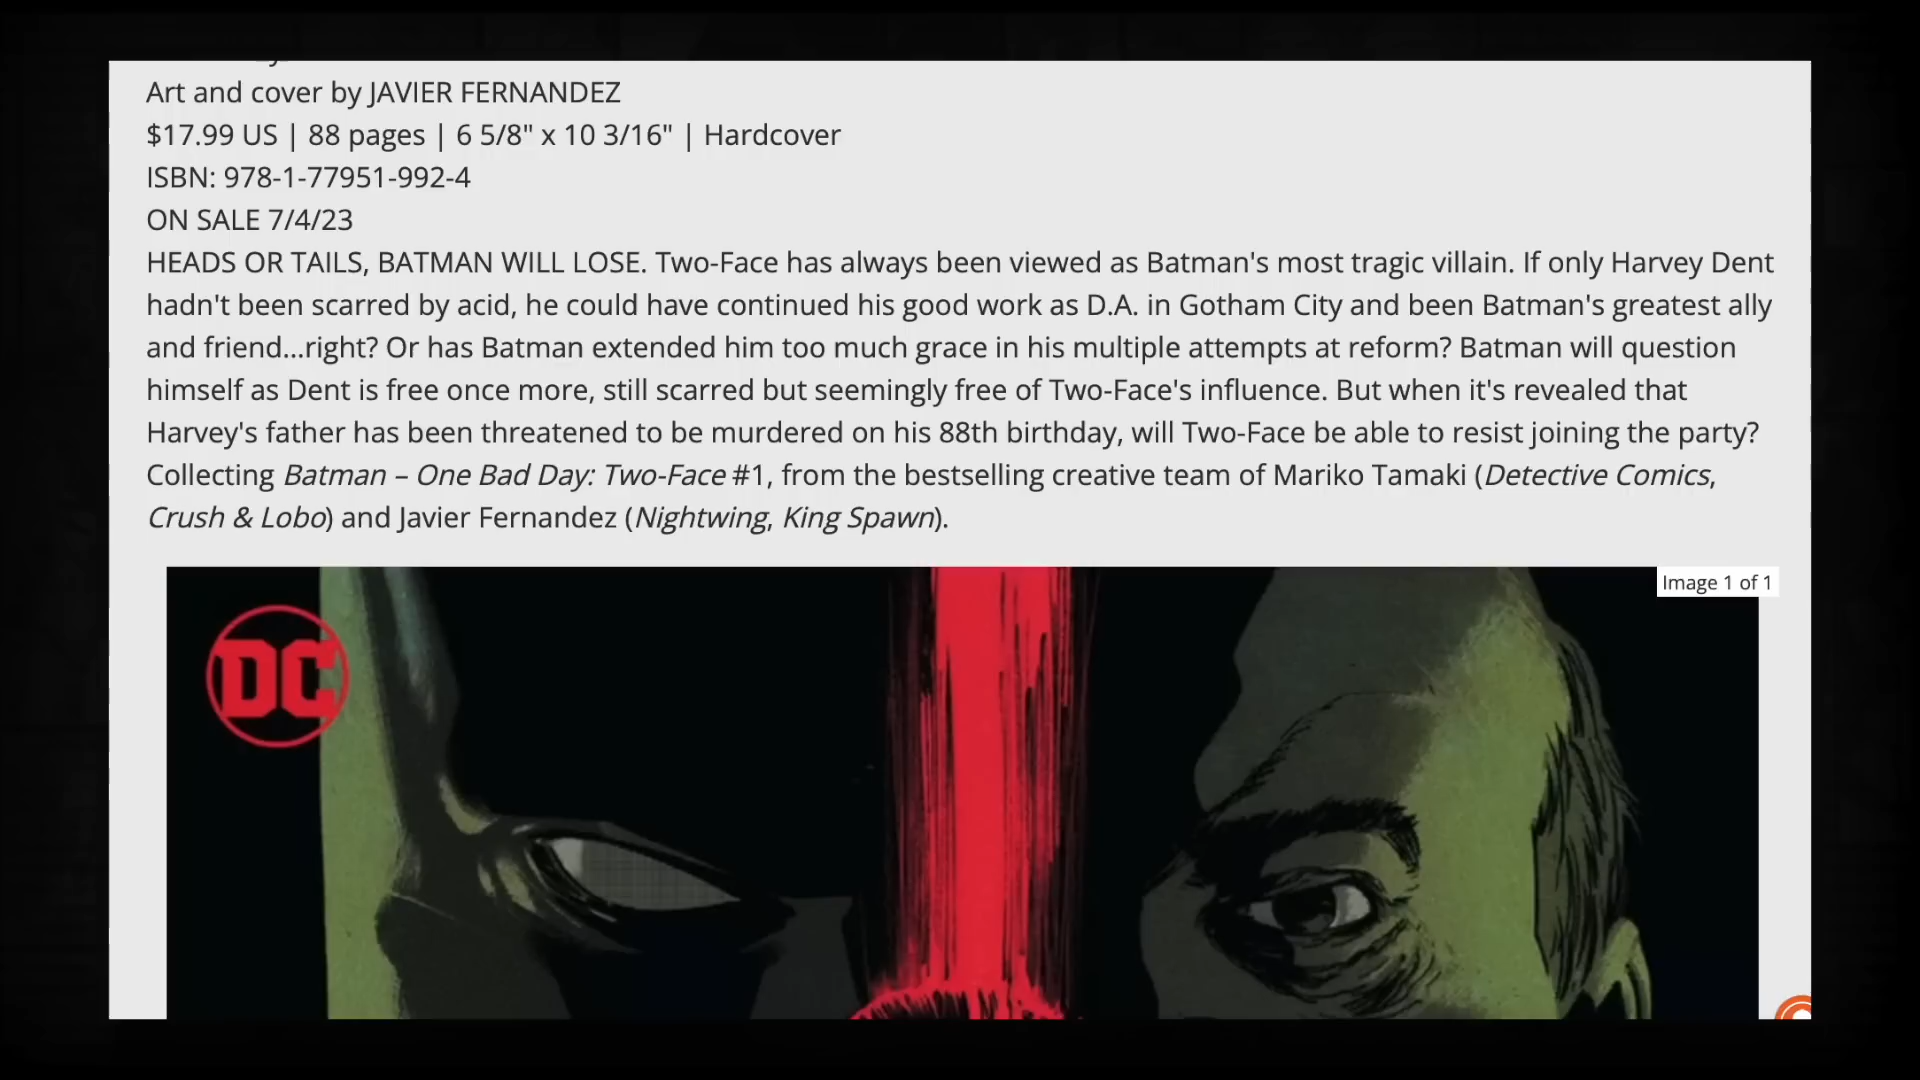 Art and cover by JAVIER FERNANDEZ
$17.99 US | 88 pages | 6 5/8" x 10 3/16" | Hardcover
ISBN: 978-1-77951-992-4
ON SALE 7/4/23
HEADS OR TAILS, BATMAN WILL LOSE. Two-Face has always been viewed as Batman's most tragic villain. If only Harvey Dent
hadn't been scarred by acid, he could have continued his good work as D.A. in Gotham City and been Batman's greatest ally
and friend...right? Or has Batman extended him too much grace in his multiple attempts at reform? Batman will question
himself as Dent is free once more, still scarred but seemingly free of Two-Face's influence. But when it's revealed that
Harvey's father has been threatened to be murdered on his 88th birthday, will Two-Face be able to resist joining the party?
Collecting Batman – One Bad Day: Two-Face #1, from the bestselling creative team of Mariko Tamaki (Detective Comics,
Crush & Lobo) and Javier Fernandez (Nightwing, King Spawn).
Image 1 of 1
DC